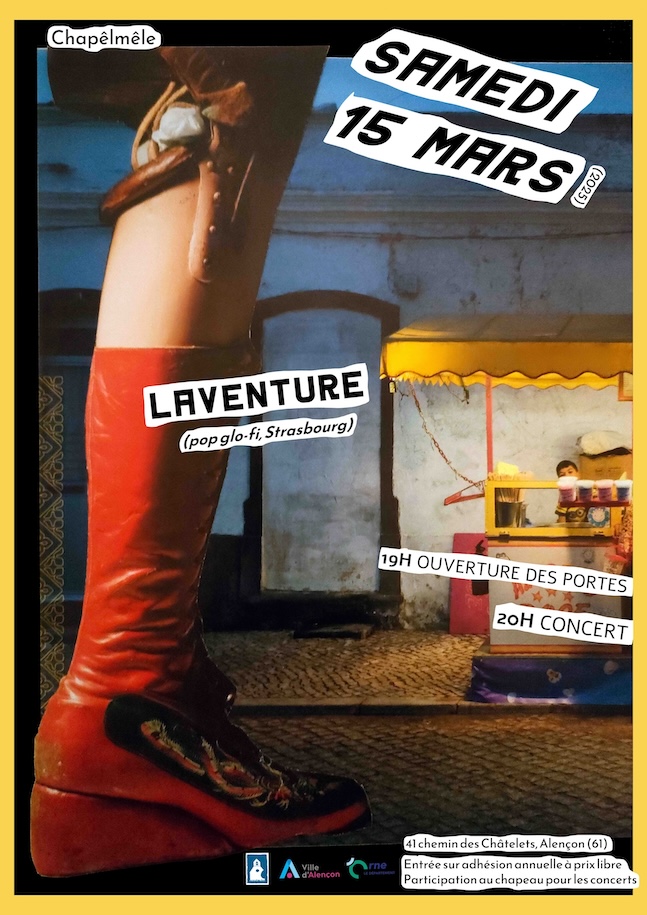 Chapêlmêle
SAMEDI
15 MARS
(2025)
LAVENTURE
(pop glo-fi, Strasbourg)
19H OUVERTURE DES PORTES
20H CONCERT
41 chemin des Châtelets, Alençon (61)
Entrée sur adhésion annuelle à prix libre
Participation au chapeau pour les concerts
Ville
d'Alençon
Orne